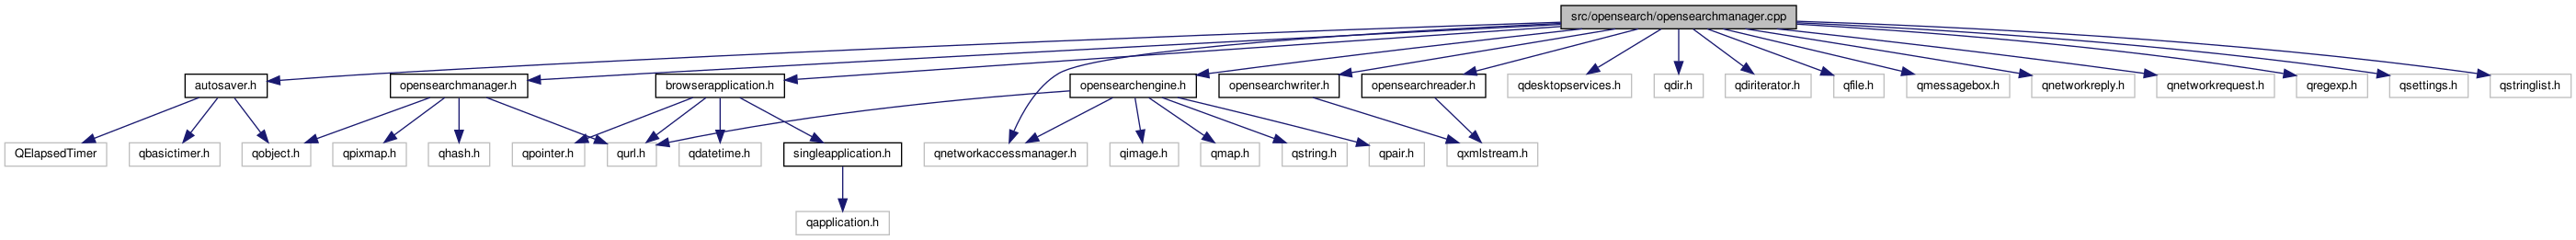 src/opensearch/opensearchmanager.cpp
autosaver.h
opensearchmanager.h
browserapplication.h
opensearchengine.h
opensearchwriter.h
opensearchreader.h
qdesktopservices.h
qdir.h
qdiriterator.h
qfile.h
qmessagebox.h
qnetworkreply.h
qnetworkrequest.h
qregexp.h
qsettings.h
qstringlist.h
QElapsedTimer
qbasictimer.h
qobject.h
qpixmap.h
qhash.h
qpointer.h
qurl.h
qdatetime.h
singleapplication.h
qnetworkaccessmanager.h
qimage.h
qmap.h
qstring.h
qpair.h
qxmlstream.h
qapplication.h